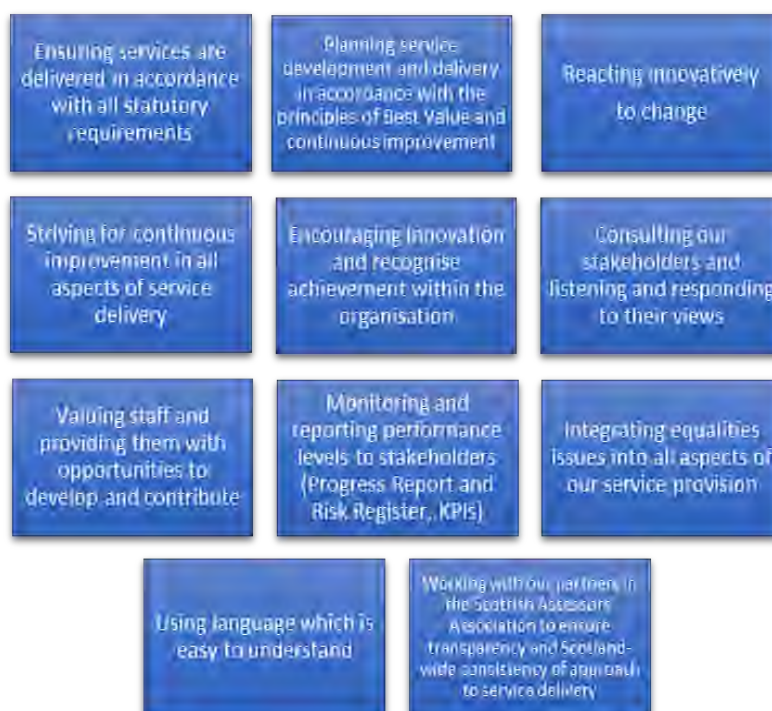 Ensuring services are
delivered in accordance
with all statutory
requirements
Planning service
development and delivery
in accordance with the
principles of Best Value and
continuous improvement
Reacting innovatively
to change
Striving for continuous
improvement in all
aspects of service
delivery
Encouraging innovation
and recognise
achievement within the
organisation
Consulting our
stakeholders and
listening and responding
to their views
Valuing staff and
providing them with
opportunities to
develop and contribute
Monitoring and
reporting performance
levels to stakeholders
(Progress Report and
Risk Register, KPIs)
Integrating equalities
issues into all aspects of
our service provision
Using language which is
easy to understand
Working with our partners in
the Scottish Assessors
Association to ensure
transparency and Scotland-
wide consistency of approach
to service delivery